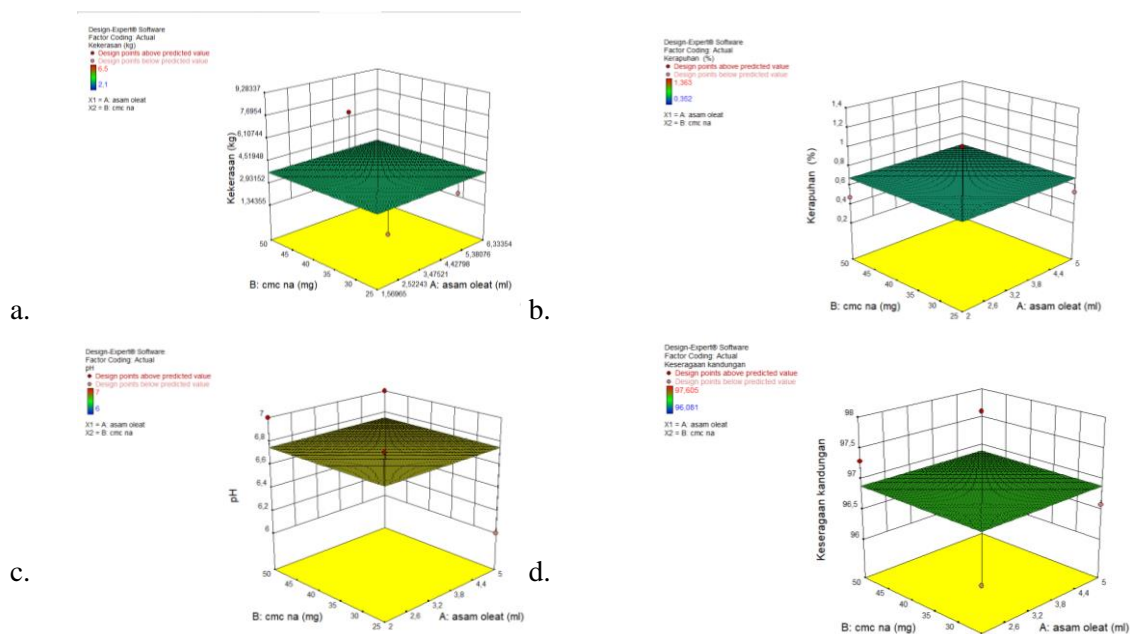 Design-Expert® Software
Factor Coding: Actual
Kekerasan (kg)
Design points above predicted value
Design points below predicted value
6,5
2,1
X1 = A: asam oleat
X2 = B: cmc na
9,28337
7,6954
6,10744
4,51948
2,93152
1,34355
Kekerasan (kg)
50
45
40
35
30
25
B: cmc na (mg)
1,56965
2,52243
3,47521
4,42798
5,38076
6,33354
A: asam oleat (ml)
a.
Design-Expert® Software
Factor Coding: Actual
Kerapuhan (%)
Design points above predicted value
Design points below predicted value
1,363
0,352
X1 = A: asam oleat
X2 = B: cmc na
1,4
1,2
1
0,8
0,6
0,4
0,2
Kerapuhan (%)
50
45
40
35
30
25
B: cmc na (mg)
2
2,6
3,2
3,8
4,4
5
A: asam oleat (ml)
b.
Design-Expert® Software
Factor Coding: Actual
pH
Design points above predicted value
Design points below predicted value
7
6
X1 = A: asam oleat
X2 = B: cmc na
7
6,8
6,6
6,4
6,2
6
pH
50
45
40
35
30
25
B: cmc na (mg)
2
2,6
3,2
3,8
4,4
5
A: asam oleat (ml)
c.
Design-Expert® Software
Factor Coding: Actual
Keseragaan kandungan
Design points above predicted value
Design points below predicted value
97,605
96,081
X1 = A: asam oleat
X2 = B: cmc na
98
97,5
97
96,5
96
Keseragaan kandungan
50
45
40
35
30
B: cmc na (mg)
2,6
3,2
3,8
4,4
5
A: asam oleat (ml)
d.